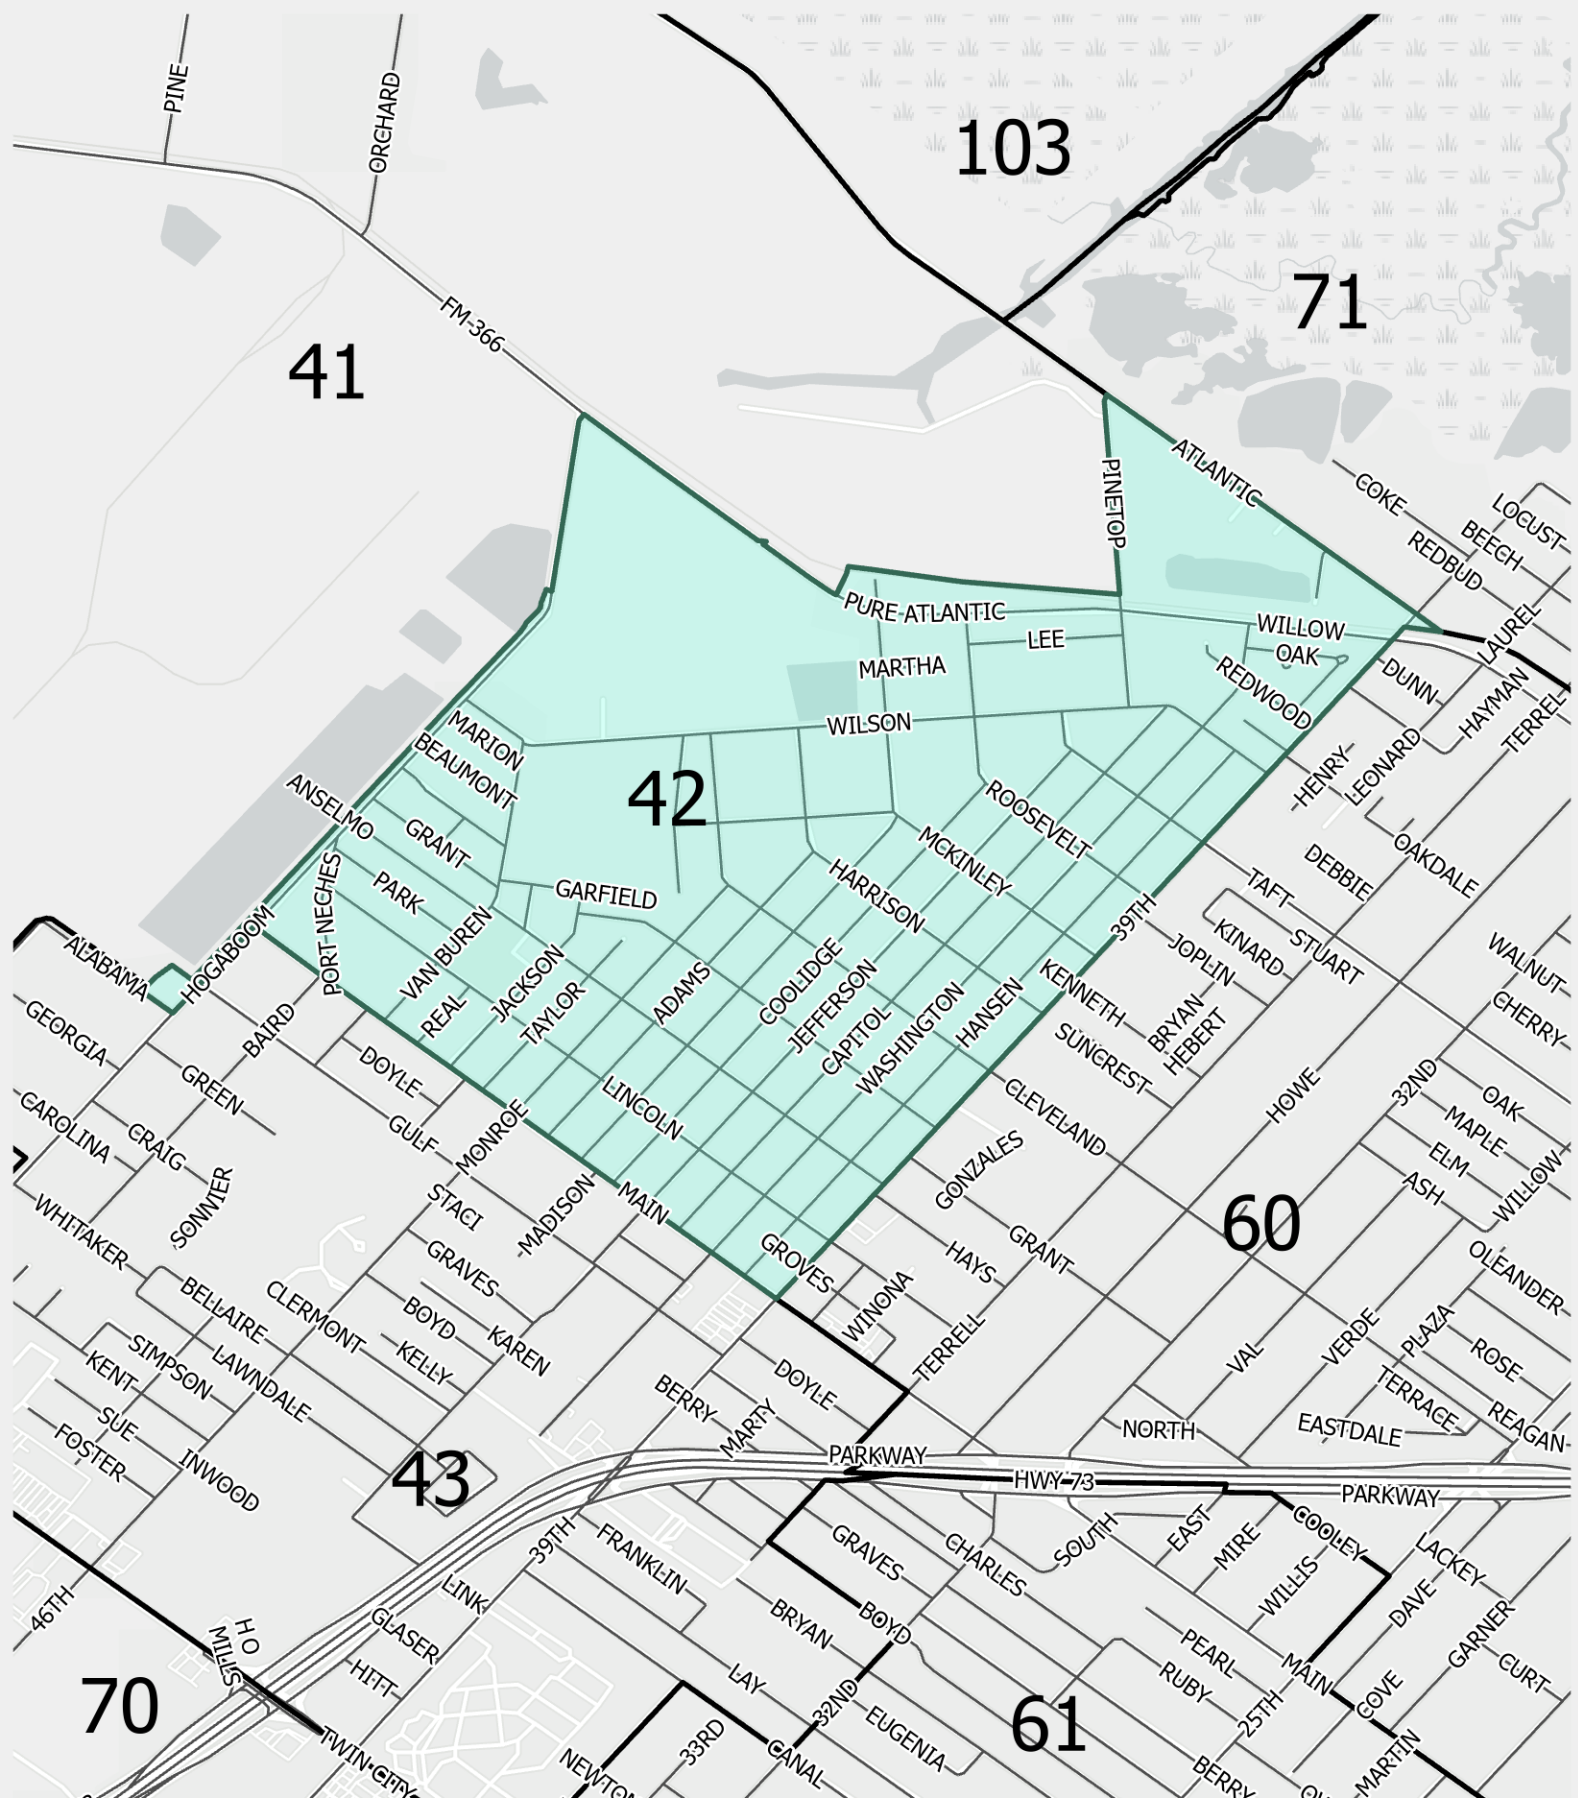 PINE
ORCHARD
103
71
FM 366
41
ATLANTIC
PINETOP
COKE
LOCUST
BEECH
REDBUD
PURE ATLANTIC
WILLOW
LAUREL
LEE
OAK
MARTHA
REDWOOD
DUNN
HAYMAN
TERREL
WILSON
MARION
BEAUMONT
HENRY
LEONARD
42
ANSELMO
ROOSEVELT
GRANT
MCKINLEY
OAKDALE
DEBBIE
HARRISON
PARK
GARFIELD
TAFT
PORT NECHES
39TH
KINARD
STUART
HOGABOOM
VAN BUREN
JOPLIN
WALNUT
ALABAMA
JACKSON
ADAMS
COOLIDGE
JEFFERSON
KENNETH
REAL
TAYLOR
CAPITOL
WASHINGTON
HANSEN
BRYAN
HEBERT
CHERRY
GEORGIA
BAIRD
SUNCREST
DOYLE
GREEN
LINCOLN
CLEVELAND
HOWE
32ND
OAK
CAROLINA
CRAIG
GULF
MONROE
MAPLE
ELM
GONZALES
ASH
WILLOW
SONNIER
STACI
MADISON
MAIN
60
WHITAKER
GROVES
HAYS
GRANT
GRAVES
OLEANDER
BELLAIRE
CLERMONT
BOYD
WINONA
KAREN
TERRELL
VERDE
PLAZA
SIMPSON
KENT
LAWNDALE
KELLY
VAL
ROSE
DOYLE
BERRY
MARTY
TERRACE
SUE
NORTH
EASTDALE
REAGAN
FOSTER
INWOOD
43
PARKWAY
HWY 73
PARKWAY
39TH
FRANKLIN
GRAVES
CHARLES
SOUTH
EAST
MIRE
COOLEY
LACKEY
46TH
LINK
WILLIS
DAVE
GLASER
H O
MILLS
BOYD
BRYAN
GARNER
HITT
PEARL
70
LAY
RUBY
MAIN
CURT
32ND
61
25TH
COVE
33RD
EUGENIA
TWIN CITY
CANAL
BERRY
MARTIN